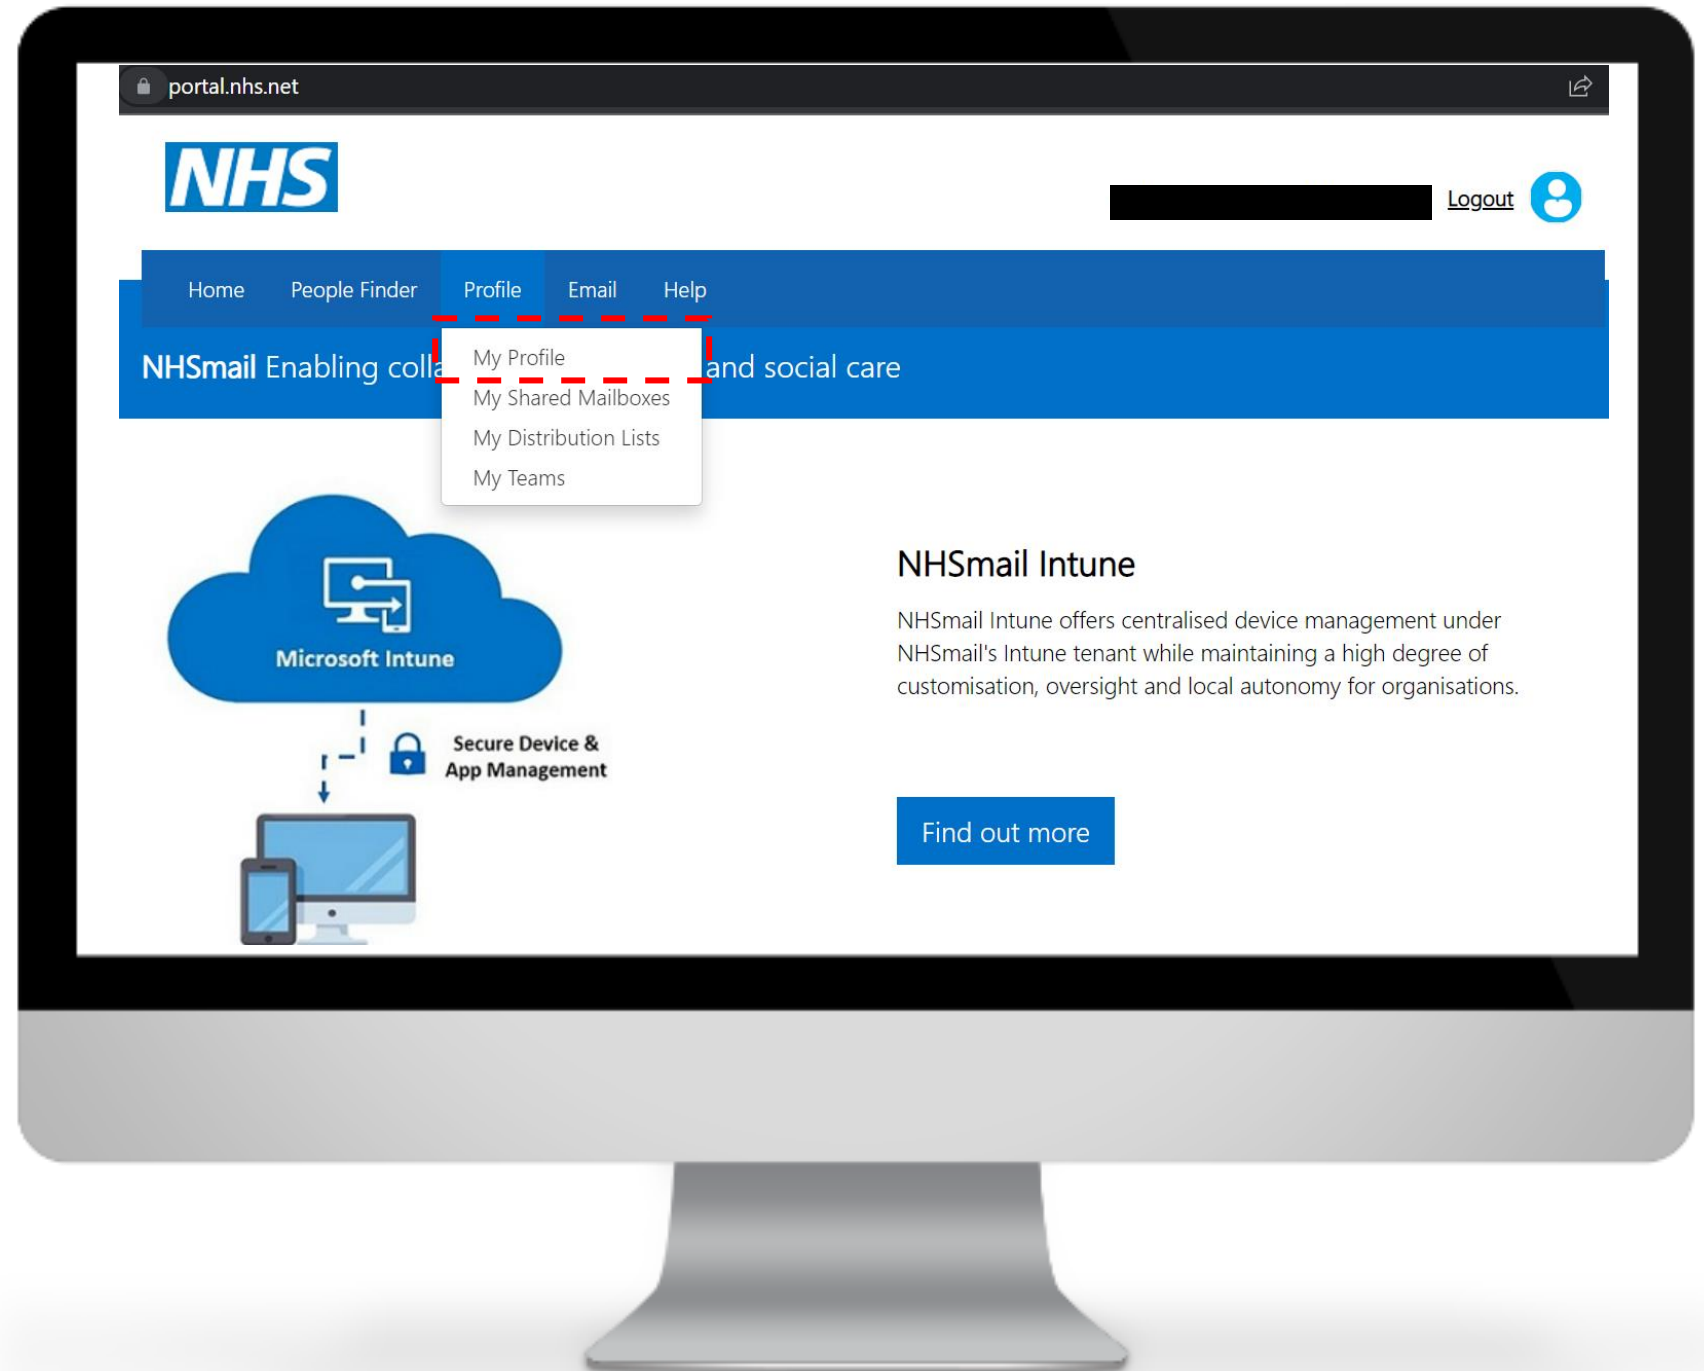 portal.nhs.net
NHS
Logout
Home People Finder Profile Email Help
NHSmail Enabling colla and social care
My Profile
My Shared Mailboxes
My Distribution Lists
My Teams
Microsoft Intune
Secure Device &
App Management
NHSmail Intune
NHSmail Intune offers centralised device management under
NHSmail's Intune tenant while maintaining a high degree of
customisation, oversight and local autonomy for organisations.
Find out more